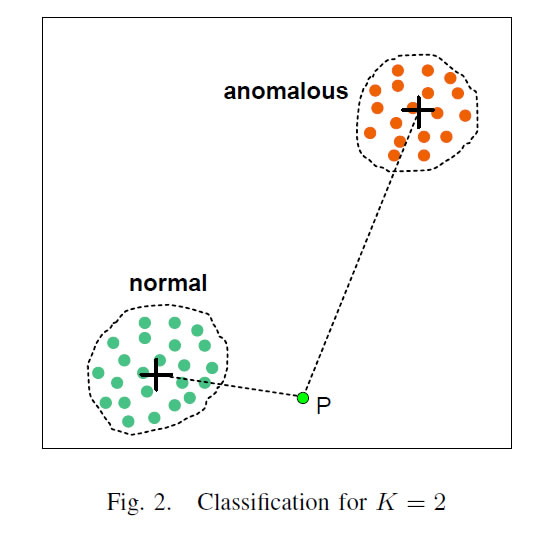 anomalous
normal
P
Fig. 2. Classification for K = 2